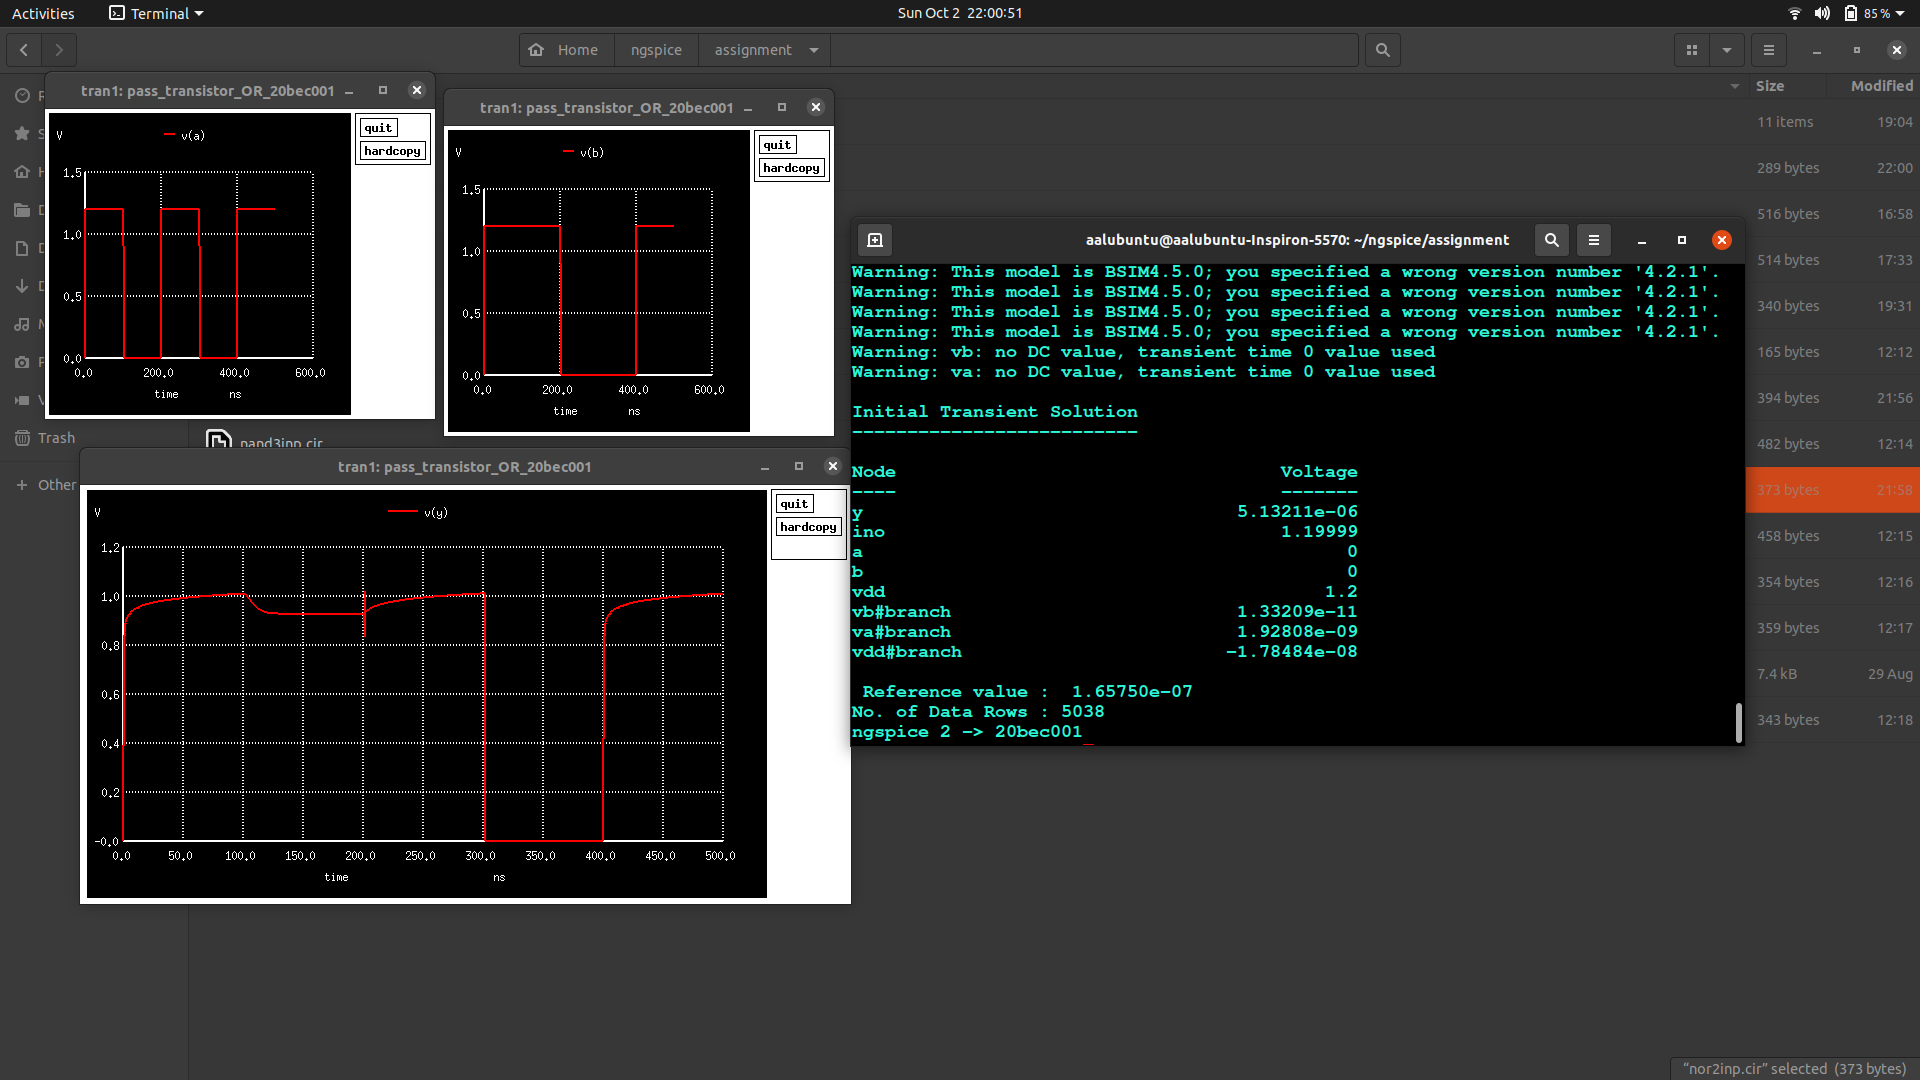 Activities
Terminal
Sun Oct 2 22:00:51
85 %
Home
ngspice
assignment
Size
Modified
tran1: pass_transistor_OR_20bec001
quit
hardcopy
V
v(a)
1.5
1.0
0.5
0.0
0.0
200.0
400.0
600.0
time
ns
tran1: pass_transistor_OR_20bec001
quit
hardcopy
V
v(b)
1.5
1.0
0.5
0.0
0.0
200.0
400.0
600.0
time
ns
11 items
19:04
289 bytes
22:00
516 bytes
16:58
514 bytes
17:33
340 bytes
19:31
165 bytes
12:12
394 bytes
21:56
482 bytes
12:14
373 bytes
21:58
458 bytes
12:15
354 bytes
12:16
359 bytes
12:17
7.4 kB
29 Aug
343 bytes
12:18
Trash
Other
nand3inp.cir
tran1: pass_transistor_OR_20bec001
quit
hardcopy
V
v(y)
1.2
1.0
0.8
0.6
0.4
0.2
-0.0
0.0
50.0
100.0
150.0
200.0
250.0
300.0
350.0
400.0
450.0
500.0
time
ns
aalubuntu@aalubuntu-Inspiron-5570: ~/ngspice/assignment
Warning: This model is BSIM4.5.0; you specified a wrong version number '4.2.1'.
Warning: This model is BSIM4.5.0; you specified a wrong version number '4.2.1'.
Warning: This model is BSIM4.5.0; you specified a wrong version number '4.2.1'.
Warning: This model is BSIM4.5.0; you specified a wrong version number '4.2.1'.
Warning: vb: no DC value, transient time 0 value used
Warning: va: no DC value, transient time 0 value used
Initial Transient Solution
--------------------------
Node Voltage
---- -------
y 5.13211e-06
ino 1.19999
a 0
b 0
vdd 1.2
vb#branch 1.33209e-11
va#branch 1.92808e-09
vdd#branch -1.78484e-08
Reference value : 1.65750e-07
No. of Data Rows : 5038
ngspice 2 -> 20bec001
"nor2inp.cir" selected (373 bytes)